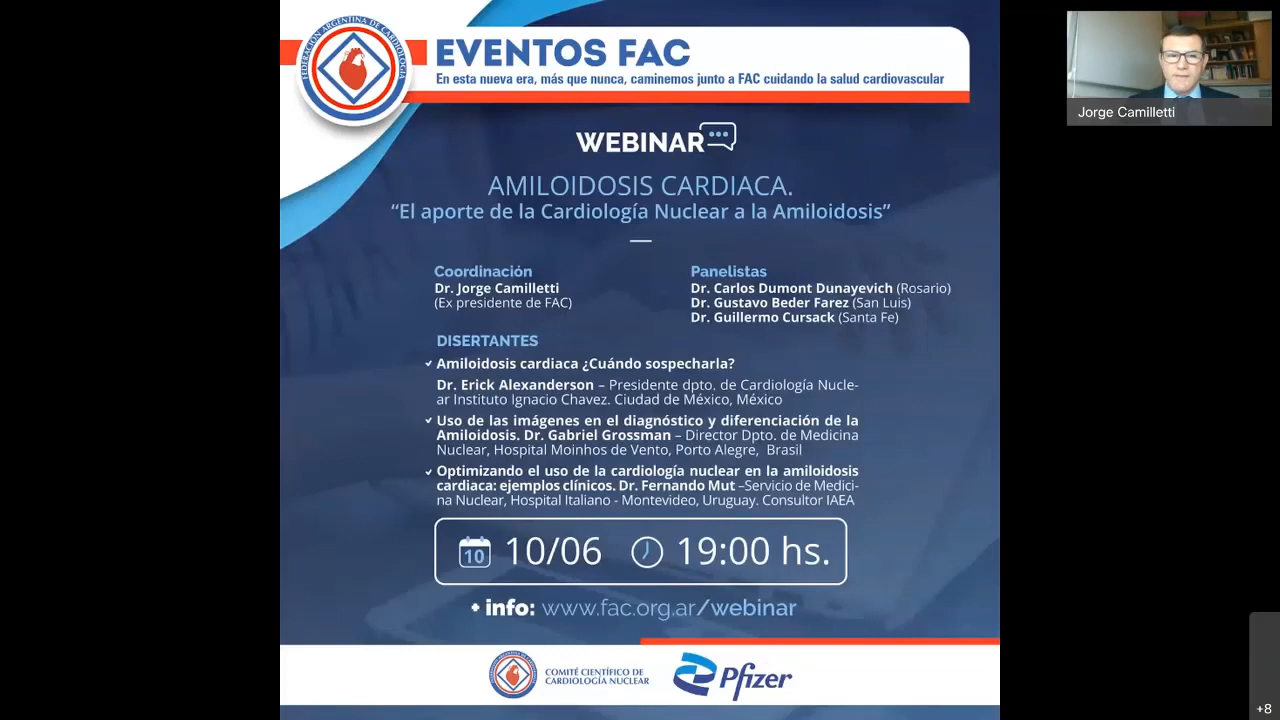 FEDERACIÓN ARGENTINA DE CARDIOLOGÍA
EVENTOS FAC
En esta nueva era, más que nunca, caminemos junto a FAC cuidando la salud cardiovascular
Jorge Camilletti
WEBINAR
AMILOIDOSIS CARDIACA.
“El aporte de la Cardiología Nuclear a la Amiloidosis”
Coordinación
Dr. Jorge Camilletti
(Ex presidente de FAC)
Panelistas
Dr. Carlos Dumont Dunayevich (Rosario)
Dr. Gustavo Beder Farez (San Luis)
Dr. Guillermo Cursack (Santa Fe)
DISERTANTES
Amiloidosis cardiaca ¿Cuándo sospecharla?
Dr. Erick Alexanderson – Presidente dpto. de Cardiología Nucle-
ar Instituto Ignacio Chavez. Ciudad de México, México
Uso de las imágenes en el diagnóstico y diferenciación de la
Amiloidosis. Dr. Gabriel Grossman – Director Dpto. de Medicina
Nuclear, Hospital Moinhos de Vento, Porto Alegre, Brasil
Optimizando el uso de la cardiología nuclear en la amiloidosis
cardiaca: ejemplos clínicos. Dr. Fernando Mut –Servicio de Medici-
na Nuclear, Hospital Italiano - Montevideo, Uruguay. Consultor IAEA
10 10/06 19:00 hs.
+ info: www.fac.org.ar/webinar
COMITÉ CIENTÍFICO DE
CARDIOLOGÍA NUCLEAR
Pfizer
+8